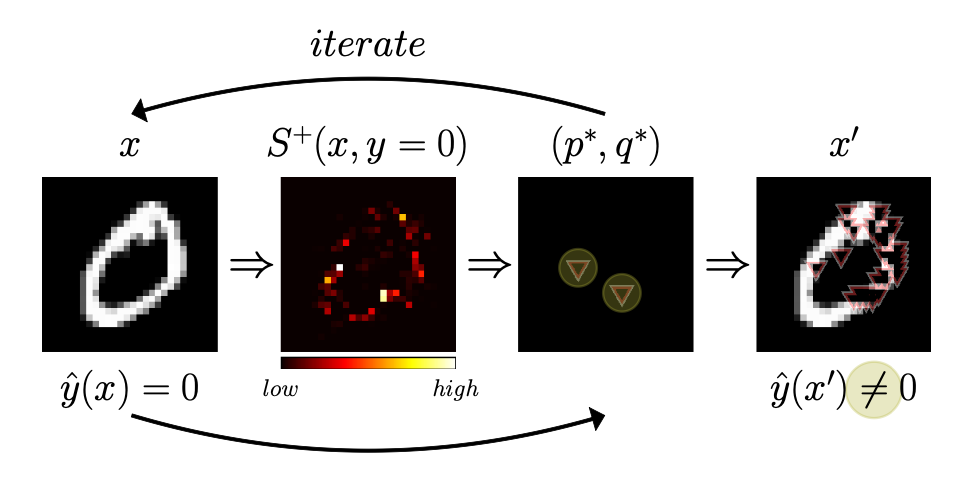 iterate
x
S⁺(x, y = 0)
(p*, q*)
x′
⇒ ⇒ ⇒
low high
ŷ(x) = 0
ŷ(x′) ≠ 0